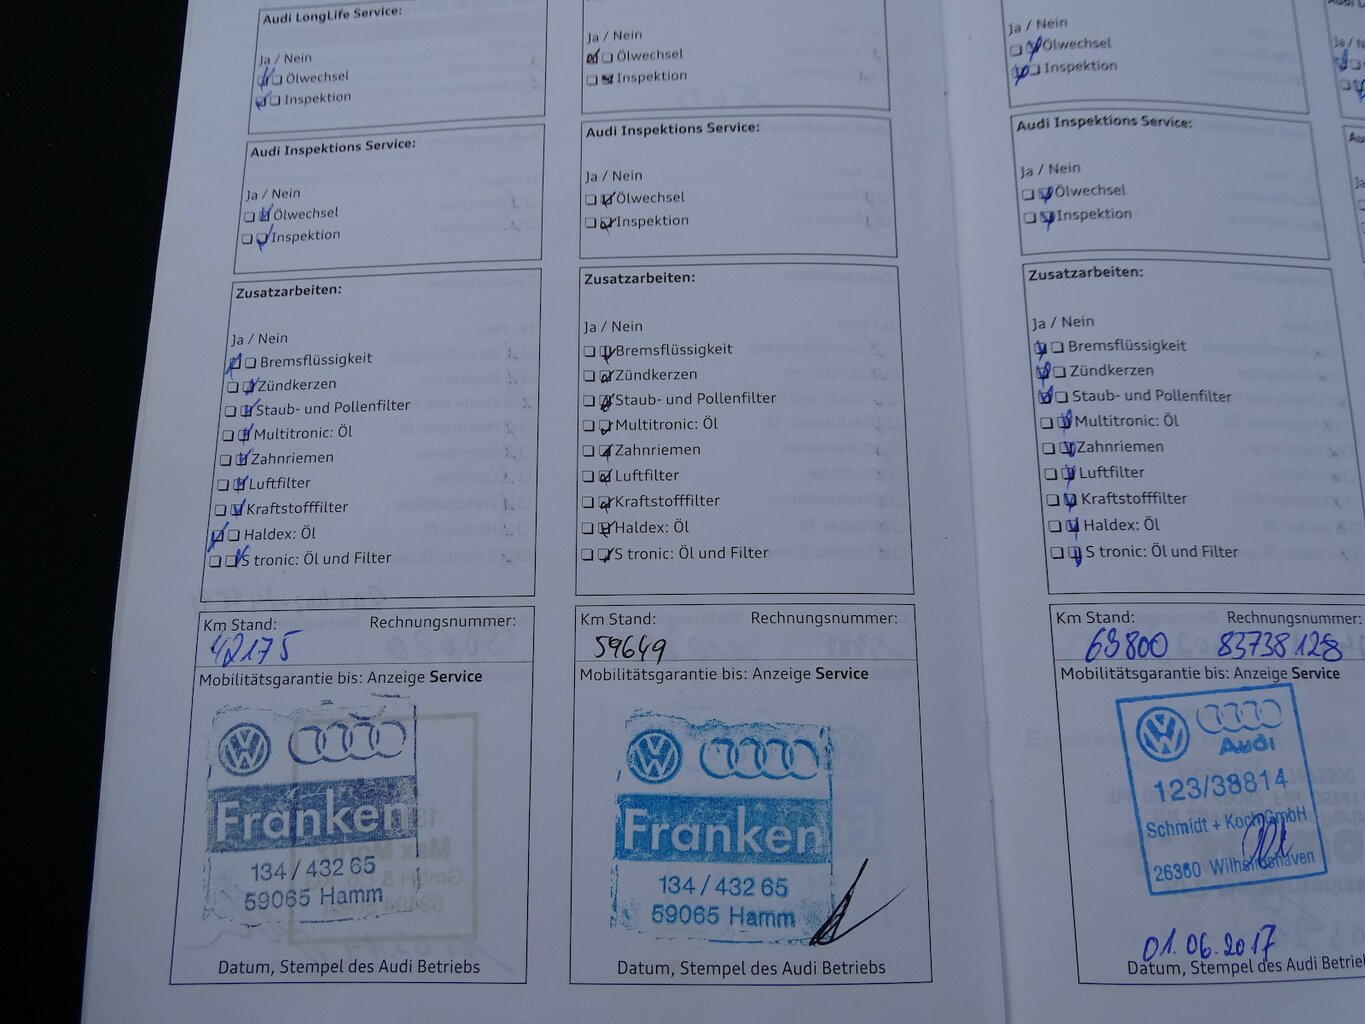 Audi LongLife Service:
Ja / Nein
Ölwechsel
Inspektion
Audi Inspektions Service:
Ja / Nein
Ölwechsel
Inspektion
Zusatzarbeiten:
Ja / Nein
Bremsflüssigkeit
Zündkerzen
Staub- und Pollenfilter
Multitronic: Öl
Zahnriemen
Luftfilter
Kraftstofffilter
Haldex: Öl
S tronic: Öl und Filter
Km Stand: Rechnungsnummer:
42175
Mobilitätsgarantie bis: Anzeige Service
Franken
134 / 432 65
59065 Hamm
Datum, Stempel des Audi Betriebs
Ja / Nein
Ölwechsel
Inspektion
Audi Inspektions Service:
Ja / Nein
Ölwechsel
Inspektion
Zusatzarbeiten:
Ja / Nein
Bremsflüssigkeit
Zündkerzen
Staub- und Pollenfilter
Multitronic: Öl
Zahnriemen
Luftfilter
Kraftstofffilter
Haldex: Öl
S tronic: Öl und Filter
Km Stand: Rechnungsnummer:
59649
Mobilitätsgarantie bis: Anzeige Service
Franken
134 / 432 65
59065 Hamm
Datum, Stempel des Audi Betriebs
Ja / Nein
Ölwechsel
Inspektion
Audi Inspektions Service:
Ja / Nein
Ölwechsel
Inspektion
Zusatzarbeiten:
Ja / Nein
Bremsflüssigkeit
Zündkerzen
Staub- und Pollenfilter
Multitronic: Öl
Zahnriemen
Luftfilter
Kraftstofffilter
Haldex: Öl
S tronic: Öl und Filter
Km Stand: Rechnungsnummer:
69800 83738128
Mobilitätsgarantie bis: Anzeige Service
Audi
123/38814
Schmidt + Koch GmbH
26360 Wilhelmshaven
01.06.2017
Datum, Stempel des Audi Betrie